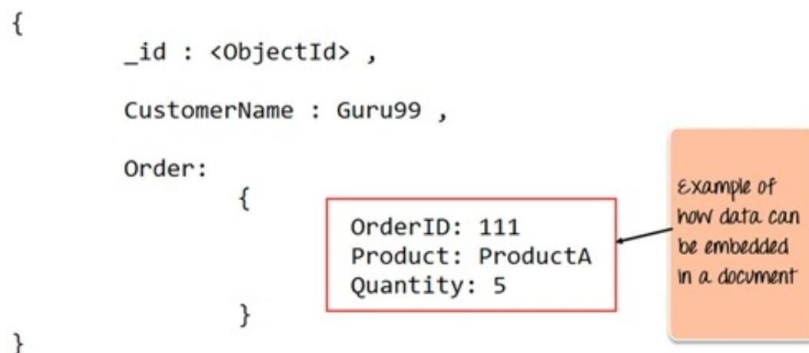 {
_id : <ObjectId> ,
CustomerName : Guru99 ,
Order:
{
OrderID: 111
Product: ProductA
Quantity: 5
}
}
Example of
how data can
be embedded
in a document